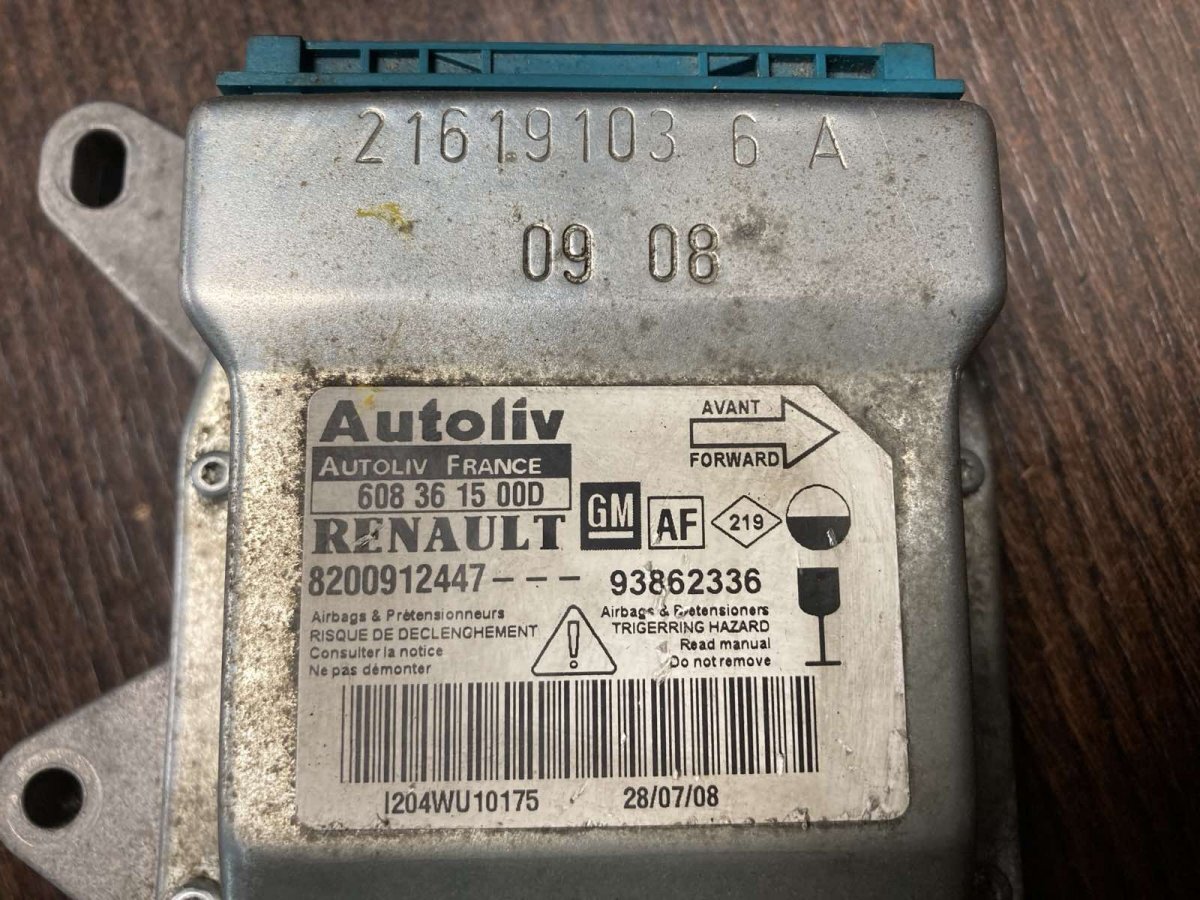 21619103 6 A
09 08
Autoliv
AUTOLIV FRANCE
608 36 15 00D
AVANT
FORWARD
RENAULT GM AF 219
8200912447--- 93862336
Airbags & Prétensionneurs
RISQUE DE DECLENGHEMENT
Consulter la notice
Ne pas démonter
Airbags & Pretensioners
TRIGERRING HAZARD
Read manual
Do not remove
I204WU10175 28/07/08